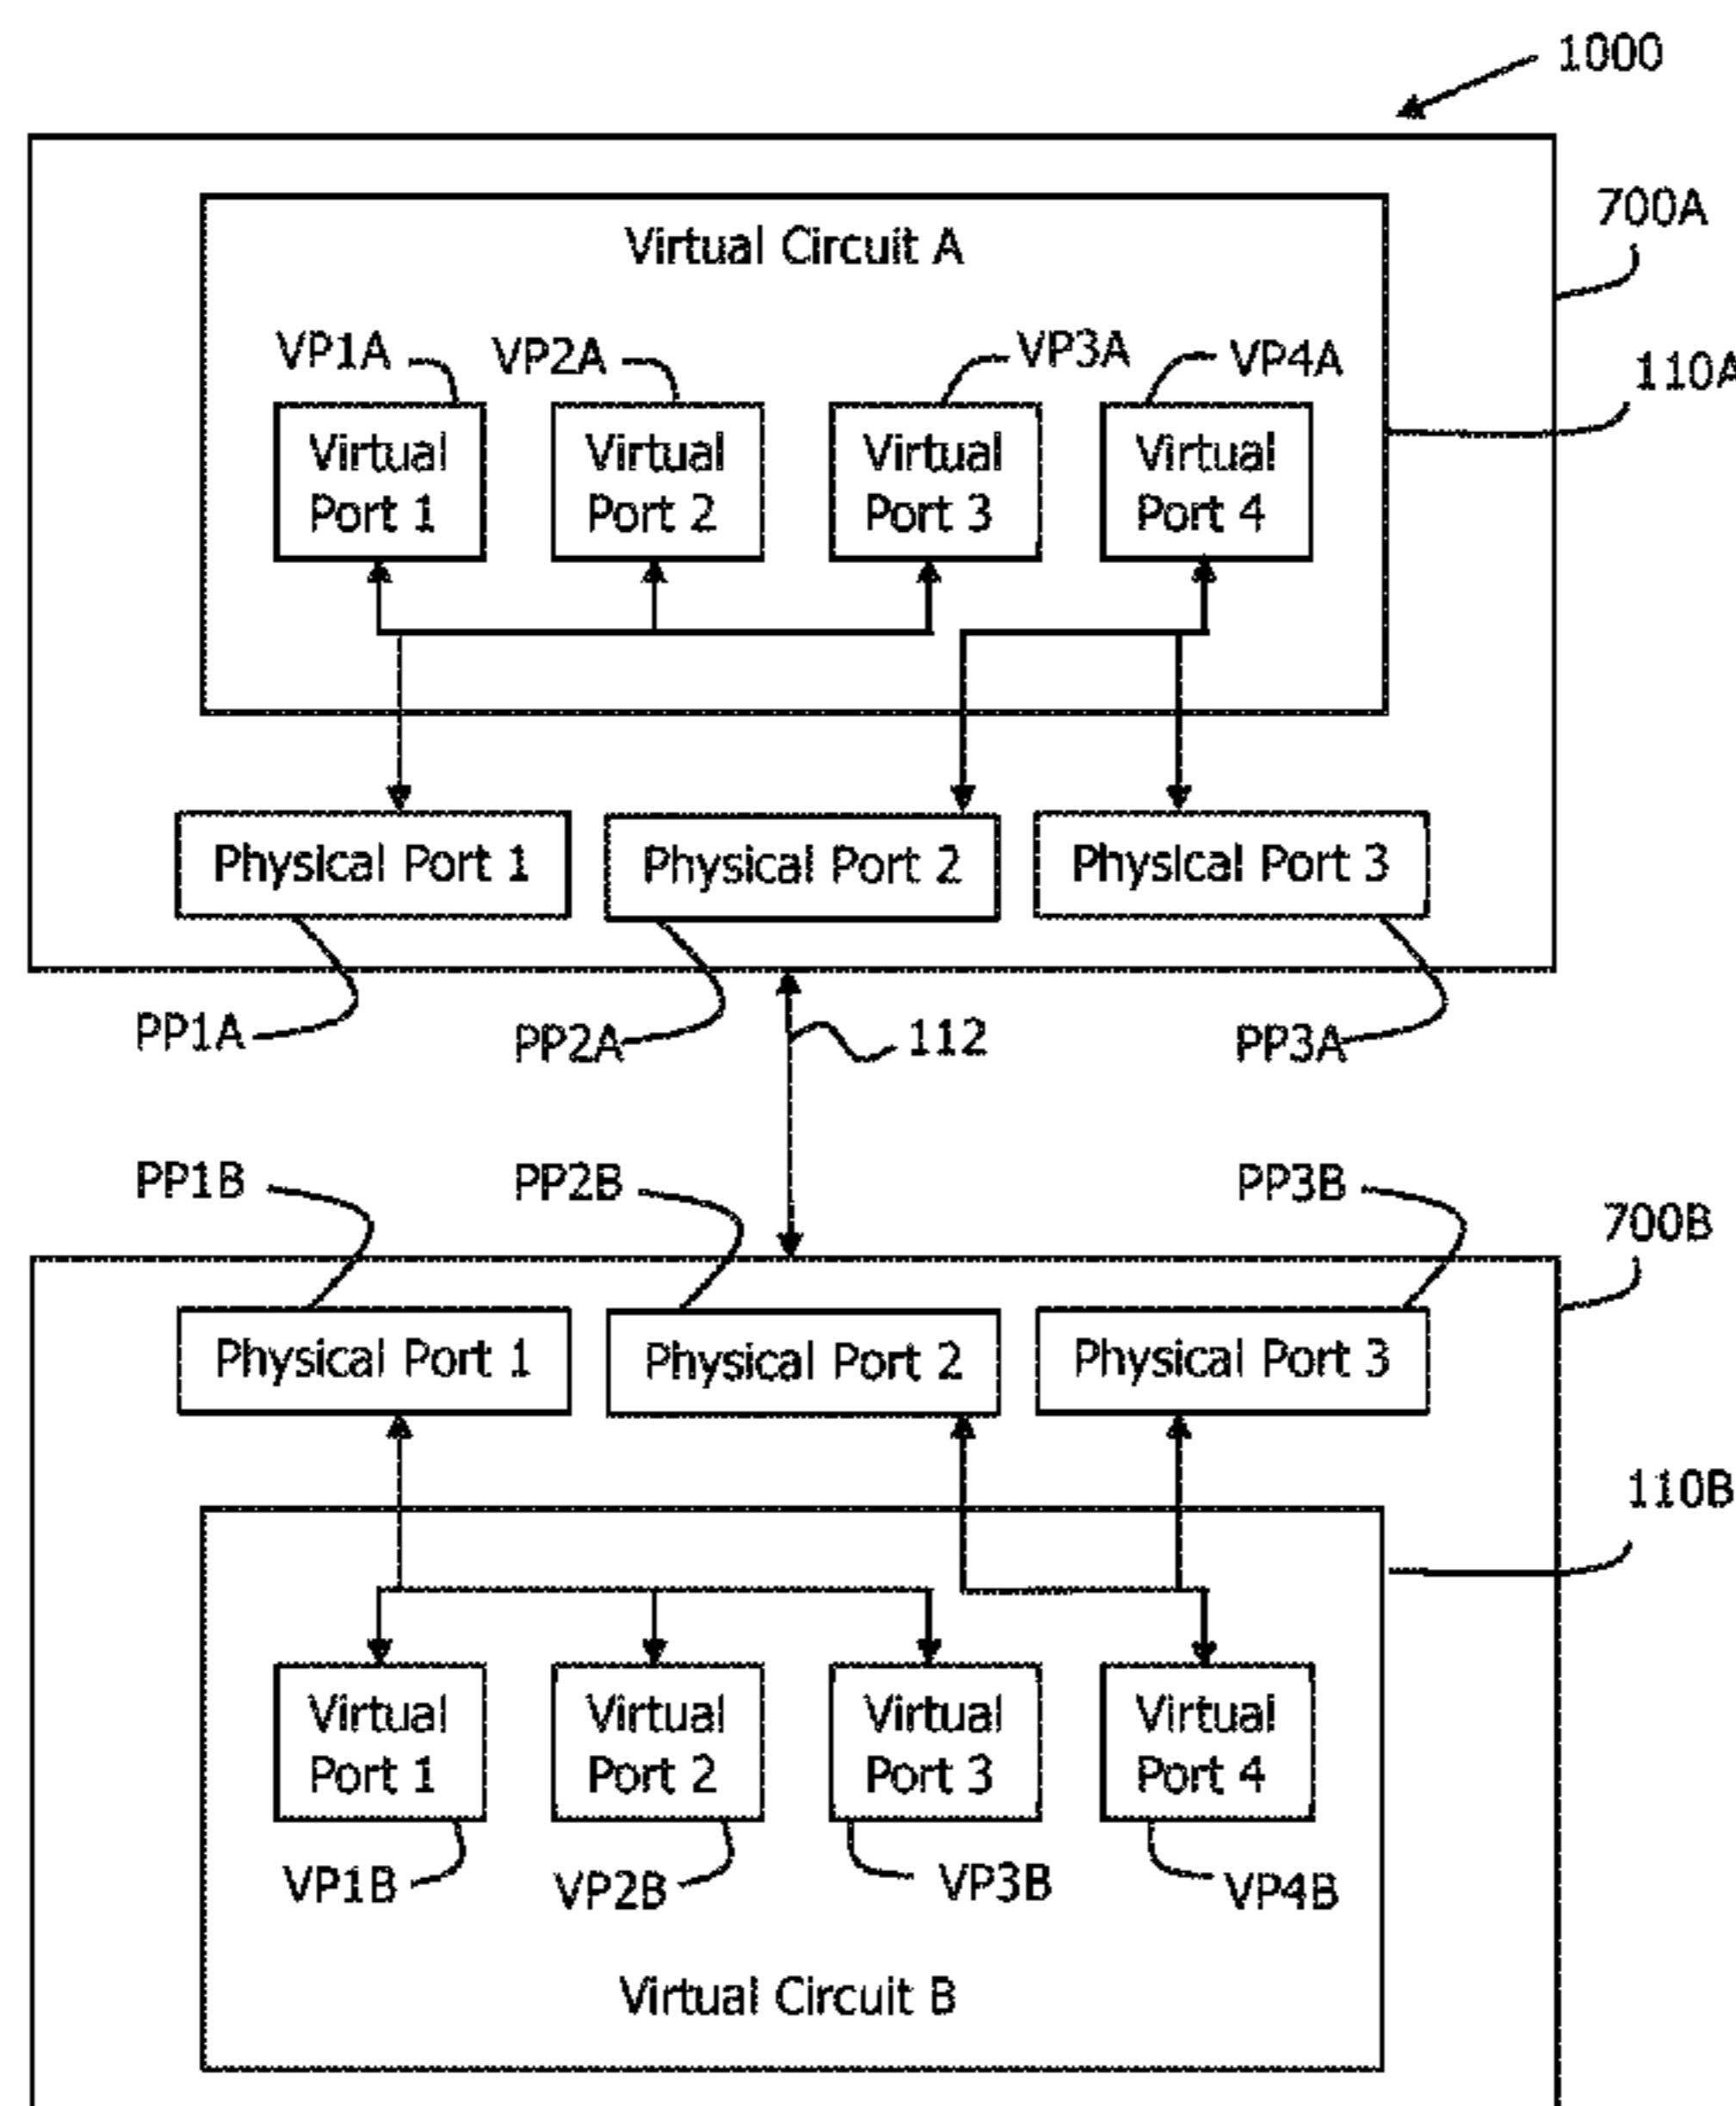 1000
700A
Virtual Circuit A
VP1A
VP2A
VP3A
VP4A
110A
Virtual
Port 1
Virtual
Port 2
Virtual
Port 3
Virtual
Port 4
Physical Port 1
Physical Port 2
Physical Port 3
PP1A
PP2A
112
PP3A
PP1B
PP2B
PP3B
700B
Physical Port 1
Physical Port 2
Physical Port 3
110B
Virtual
Port 1
Virtual
Port 2
Virtual
Port 3
Virtual
Port 4
VP1B
VP2B
VP3B
VP4B
Virtual Circuit B